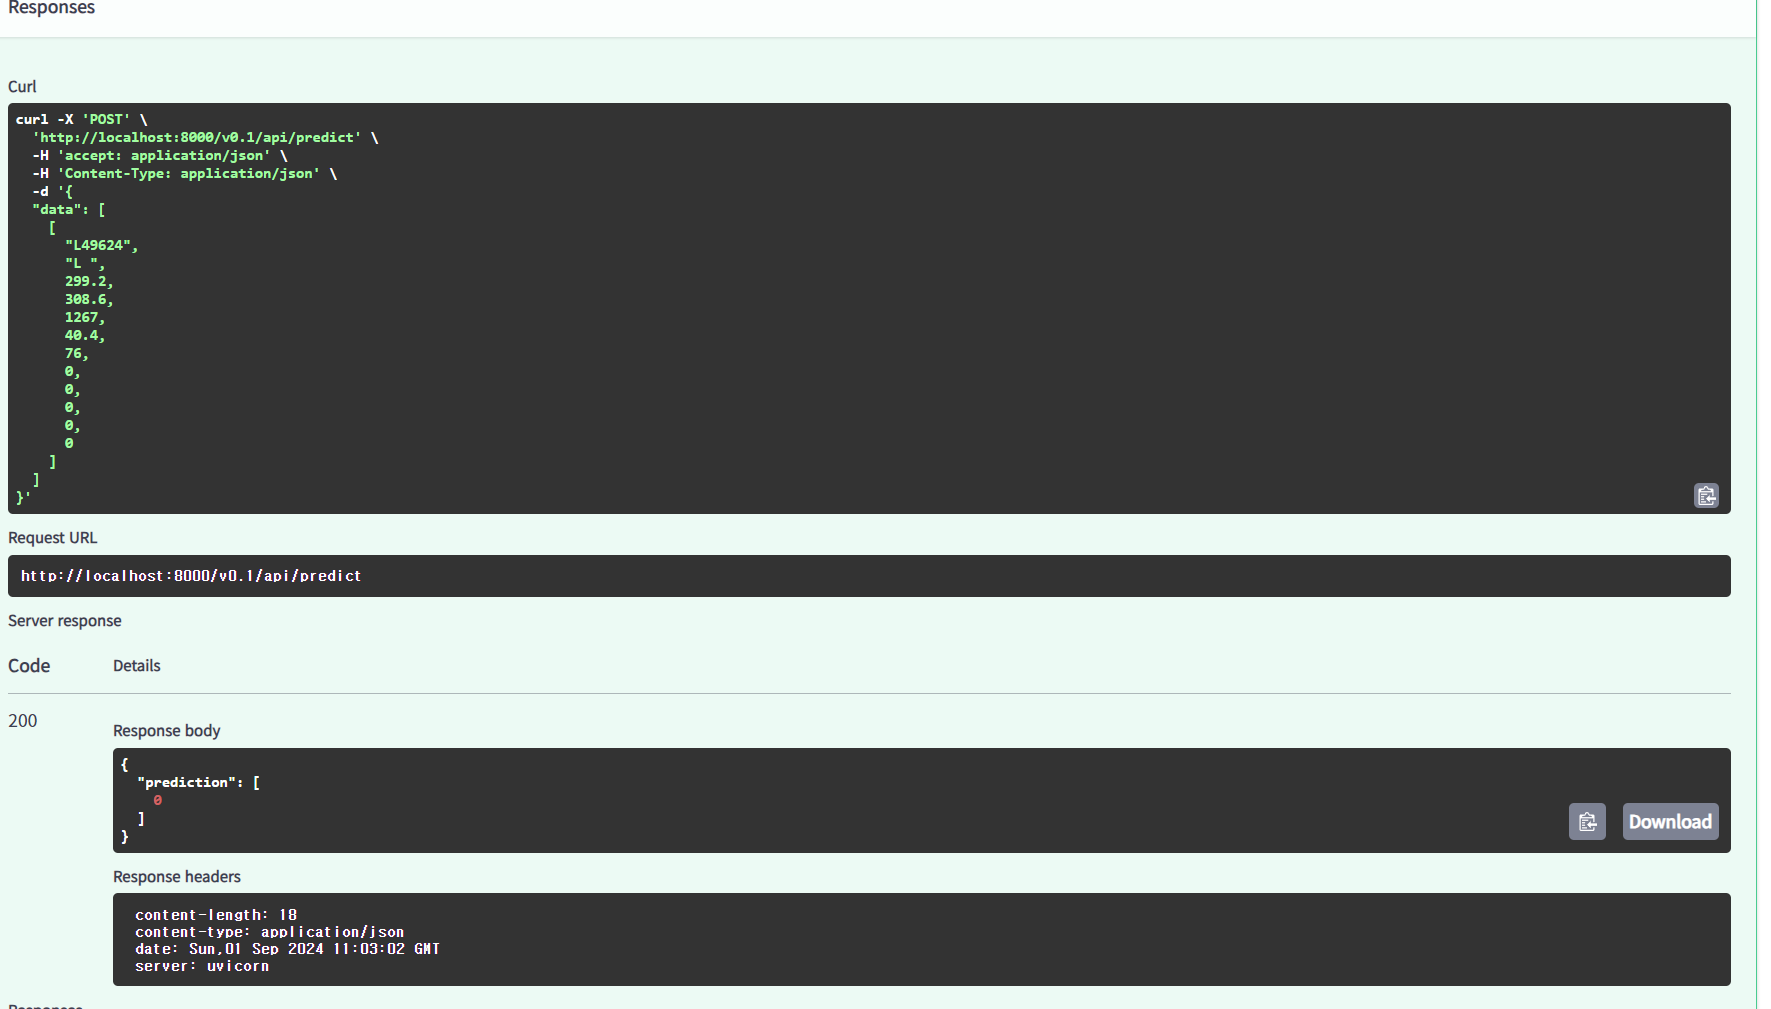 Responses
Curl
curl -X 'POST' \
  'http://localhost:8000/v0.1/api/predict' \
  -H 'accept: application/json' \
  -H 'Content-Type: application/json' \
  -d '{
  "data": [
    [
      "L49624",
      "L ",
      299.2,
      308.6,
      1267,
      40.4,
      76,
      0,
      0,
      0,
      0,
      0
    ]
  ]
}'
Request URL
http://localhost:8000/v0.1/api/predict
Server response
Code Details
200
Response body
{
  "prediction": [
    0
  ]
}
Download
Response headers
content-length: 18
content-type: application/json
date: Sun,01 Sep 2024 11:03:02 GMT
server: uvicorn
Responses